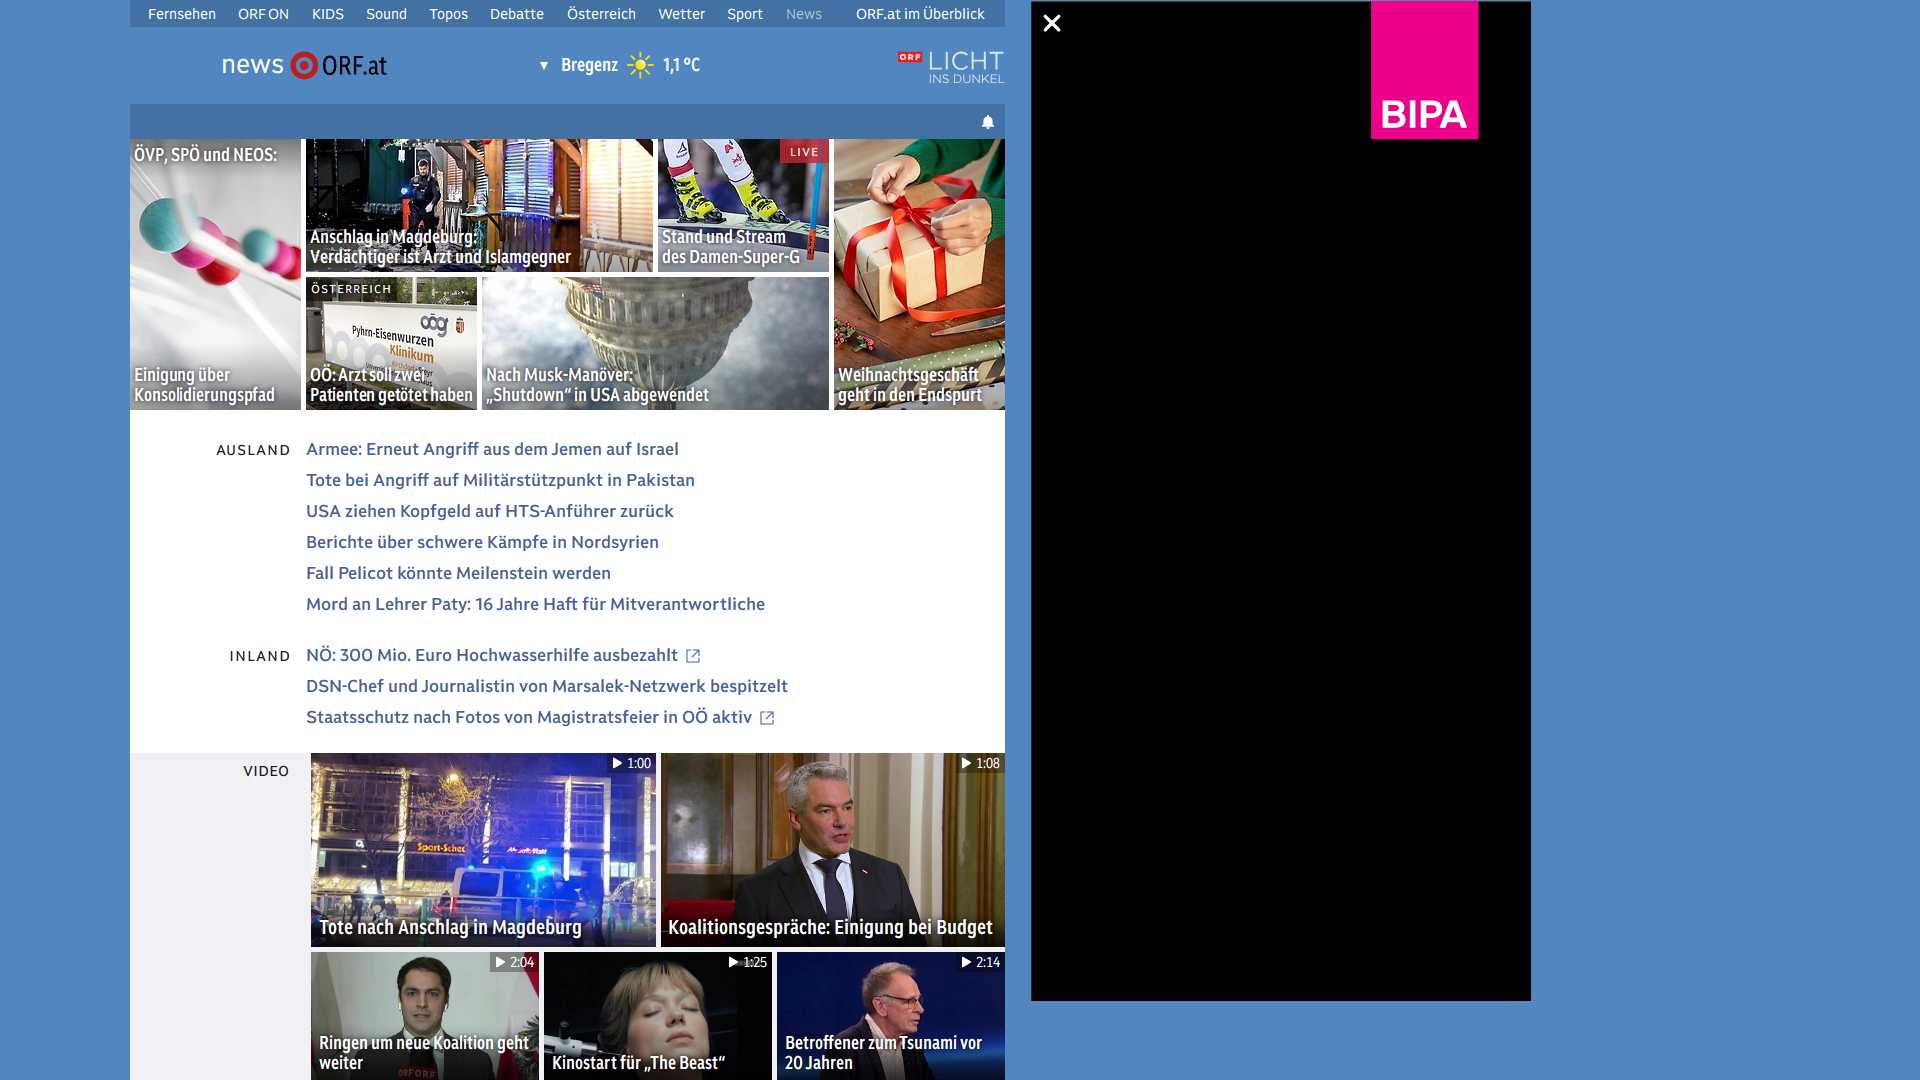 Fernsehen ORF ON KIDS Sound Topos Debatte Österreich Wetter Sport News ORF.at im Überblick
news ORF.at
Bregenz 1,1 °C
ORF LICHT
INS DUNKEL
BIPA
ÖVP, SPÖ und NEOS:
Einigung über
Konsolidierungspfad
Anschlag in Magdeburg:
Verdächtiger ist Arzt und Islamgegner
LIVE
Stand und Stream
des Damen-Super-G
ÖSTERREICH
Pyhrn-Eisenwurzen
Klinikum
OÖ: Arzt soll zwei
Patienten getötet haben
Nach Musk-Manöver:
„Shutdown“ in USA abgewendet
Weihnachtsgeschäft
geht in den Endspurt
AUSLAND
Armee: Erneut Angriff aus dem Jemen auf Israel
Tote bei Angriff auf Militärstützpunkt in Pakistan
USA ziehen Kopfgeld auf HTS-Anführer zurück
Berichte über schwere Kämpfe in Nordsyrien
Fall Pelicot könnte Meilenstein werden
Mord an Lehrer Paty: 16 Jahre Haft für Mitverantwortliche
INLAND
NÖ: 300 Mio. Euro Hochwasserhilfe ausbezahlt
DSN-Chef und Journalistin von Marsalek-Netzwerk bespitzelt
Staatsschutz nach Fotos von Magistratsfeier in OÖ aktiv
VIDEO
1:00
Tote nach Anschlag in Magdeburg
1:08
Koalitionsgespräche: Einigung bei Budget
2:04
Ringen um neue Koalition geht
weiter
1:25
Kinostart für „The Beast“
2:14
Betroffener zum Tsunami vor
20 Jahren